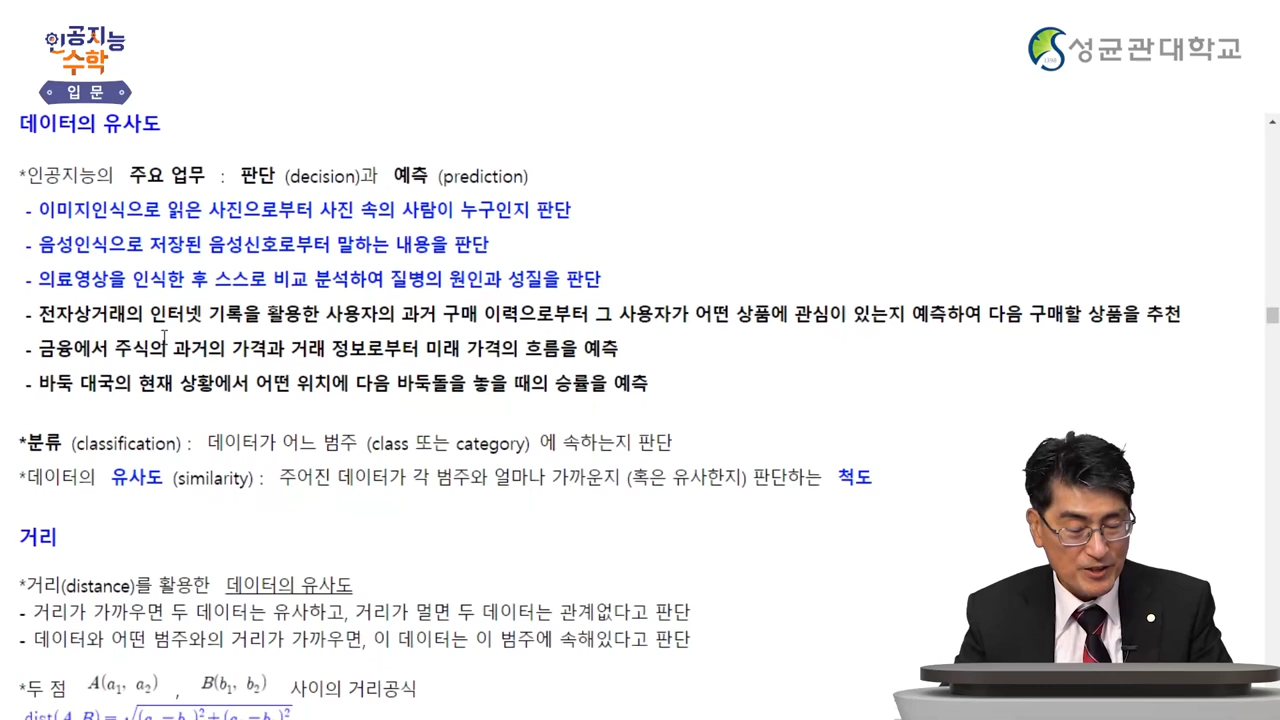 인공지능
수학
입문
성균관대학교
1398
데이터의 유사도
*인공지능의 주요 업무 : 판단 (decision)과 예측 (prediction)
- 이미지인식으로 읽은 사진으로부터 사진 속의 사람이 누구인지 판단
- 음성인식으로 저장된 음성신호로부터 말하는 내용을 판단
- 의료영상을 인식한 후 스스로 비교 분석하여 질병의 원인과 성질을 판단
- 전자상거래의 인터넷 기록을 활용한 사용자의 과거 구매 이력으로부터 그 사용자가 어떤 상품에 관심이 있는지 예측하여 다음 구매할 상품을 추천
- 금융에서 주식의 과거의 가격과 거래 정보로부터 미래 가격의 흐름을 예측
- 바둑 대국의 현재 상황에서 어떤 위치에 다음 바둑돌을 놓을 때의 승률을 예측
*분류 (classification) : 데이터가 어느 범주 (class 또는 category) 에 속하는지 판단
*데이터의 유사도 (similarity) : 주어진 데이터가 각 범주와 얼마나 가까운지 (혹은 유사한지) 판단하는 척도
거리
*거리(distance)를 활용한 데이터의 유사도
- 거리가 가까우면 두 데이터는 유사하고, 거리가 멀면 두 데이터는 관계없다고 판단
- 데이터와 어떤 범주와의 거리가 가까우면, 이 데이터는 이 범주에 속해있다고 판단
*두 점 A(a₁, a₂) , B(b₁, b₂) 사이의 거리공식